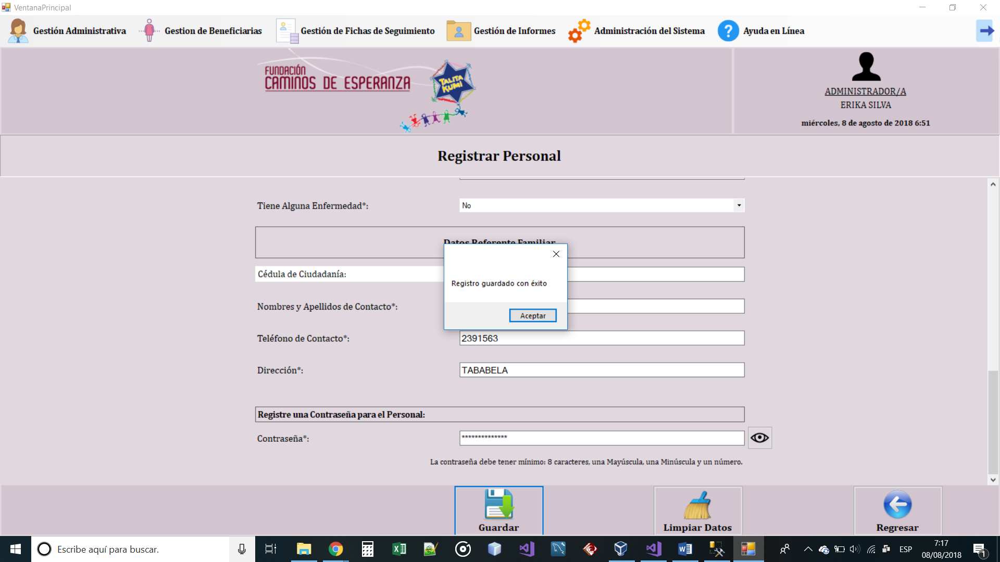 VentanaPrincipal
Gestión Administrativa
Gestion de Beneficiarias
Gestión de Fichas de Seguimiento
Gestión de Informes
Administración del Sistema
?
Ayuda en Línea
FUNDACIÓN
CAMINOS DE ESPERANZA
TALITA
KUMI
ADMINISTRADOR/A
ERIKA SILVA
miércoles, 8 de agosto de 2018 6:51
Registrar Personal
Tiene Alguna Enfermedad*:
No
Datos Referente Familiar
Cédula de Ciudadanía:
Registro guardado con éxito
Nombres y Apellidos de Contacto*:
Aceptar
Teléfono de Contacto*:
2391563
Dirección*:
TABABELA
Registre una Contraseña para el Personal:
Contraseña*:
**************
La contraseña debe tener mínimo: 8 caracteres, una Mayúscula, una Minúscula y un número.
Guardar
Limpiar Datos
Regresar
Escribe aquí para buscar.
ESP
7:17
08/08/2018
1